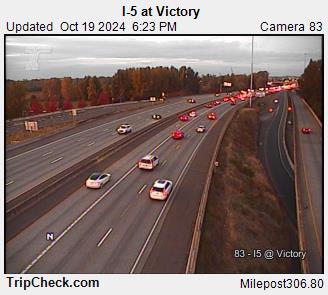 I-5 at Victory
Updated Oct 19 2024 6:23 PM Camera 83
N
83 - I5 @ Victory
TripCheck.com Milepost306.80